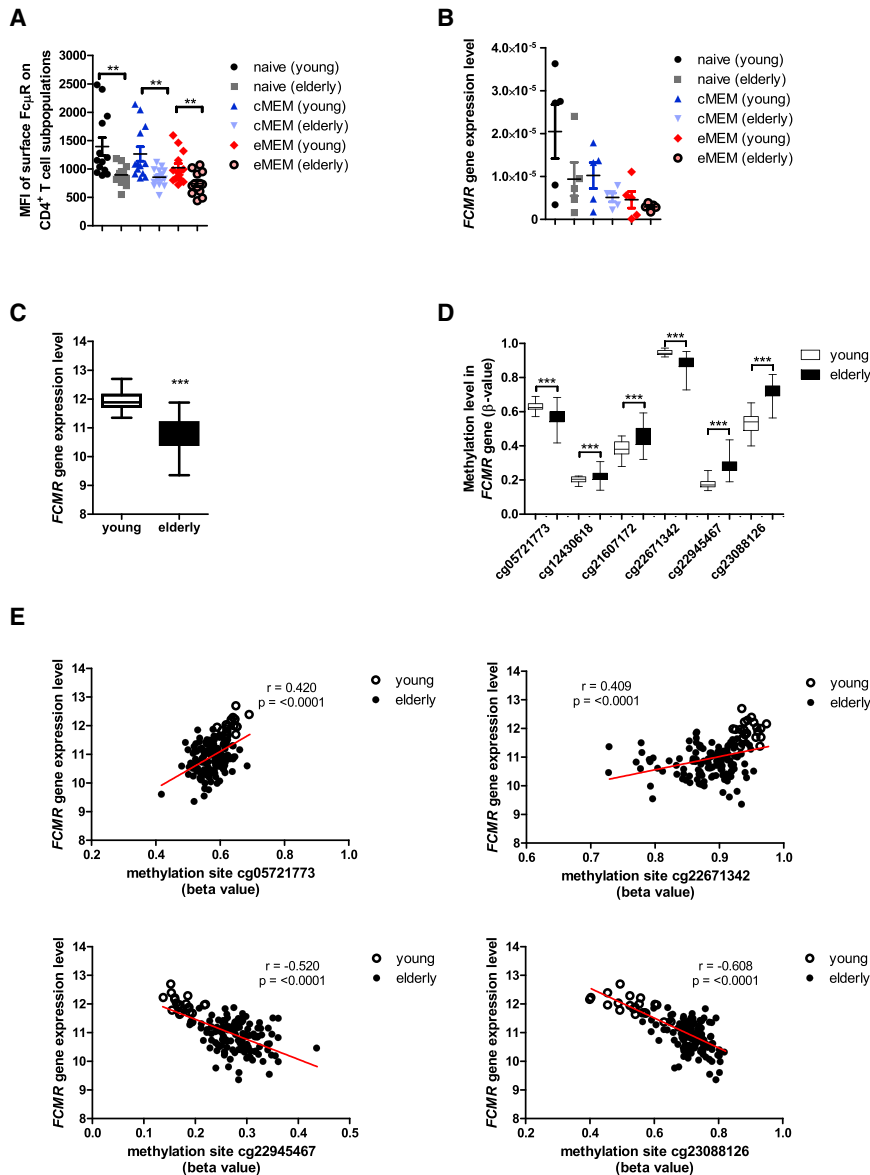 A
MFI of surface FcμR on
CD4+ T cell subpopulations
3000
2500
2000
1500
1000
500
0
**
**
**
naive (young)
naive (elderly)
cMEM (young)
cMEM (elderly)
eMEM (young)
eMEM (elderly)
B
FCMR gene expression level
4.0×10-5
3.0×10-5
2.0×10-5
1.0×10-5
0
naive (young)
naive (elderly)
cMEM (young)
cMEM (elderly)
eMEM (young)
eMEM (elderly)
C
FCMR gene expression level
14
13
12
11
10
9
8
***
young
elderly
D
Methylation level in
FCMR gene (β-value)
1.0
0.8
0.6
0.4
0.2
0.0
***
***
***
***
***
***
young
elderly
cg05721773
cg12430618
cg21607172
cg22671342
cg22945467
cg23088126
E
FCMR gene expression level
14
13
12
11
10
9
8
r = 0.420
p = <0.0001
young
elderly
0.2
0.4
0.6
0.8
1.0
methylation site cg05721773
(beta value)
FCMR gene expression level
14
13
12
11
10
9
8
r = 0.409
p = <0.0001
young
elderly
0.6
0.7
0.8
0.9
1.0
methylation site cg22671342
(beta value)
FCMR gene expression level
14
13
12
11
10
9
8
r = -0.520
p = <0.0001
young
elderly
0.0
0.1
0.2
0.3
0.4
0.5
methylation site cg22945467
(beta value)
FCMR gene expression level
14
13
12
11
10
9
8
r = -0.608
p = <0.0001
young
elderly
0.2
0.4
0.6
0.8
1.0
methylation site cg23088126
(beta value)